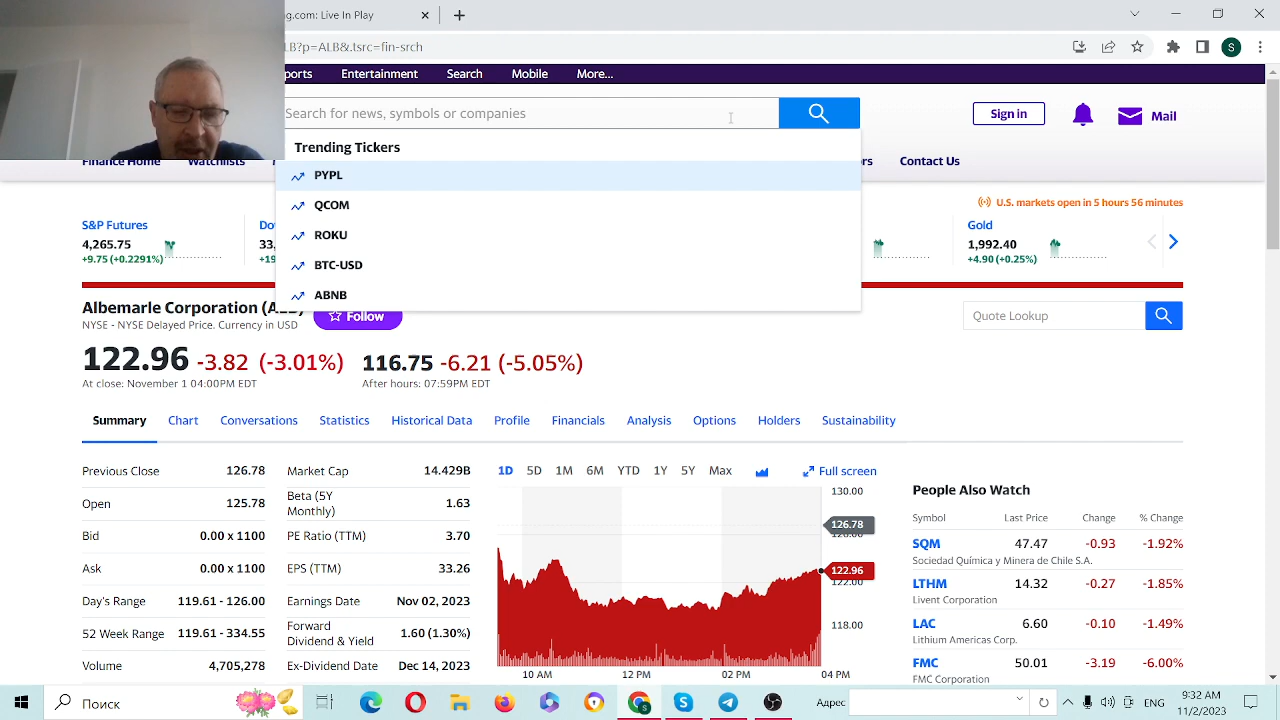 ng.com Lui
LB?p=ALB&.tsrc=fin-srch
S
ports Entertainment Search Mobile More...
Search for news, symbols or companies
Sign in
Mail
Trending Tickers
Finance Home Watchlists Contact Us
PYPL
QCOM
ROKU
BTC-USD
ABNB
U.S. markets open in 5 hours 56 minutes
S&P Futures
4,265.75
+9.75 (+0.2291%)
Gold
1,992.40
+4.90 (+0.25%)
Albemarle Corporation
NYSE - NYSE Delayed Price. Currency in USD
Follow
Quote Lookup
122.96 -3.82 (-3.01%)
At close: November 1 04:00PM EDT
116.75 -6.21 (-5.05%)
After hours: 07:59PM EDT
Summary Chart Conversations Statistics Historical Data Profile Financials Analysis Options Holders Sustainability
Previous Close 126.78
Open 125.78
Bid 0.00 x 1100
Ask 0.00 x 1100
Day's Range 119.61 - 126.00
52 Week Range 119.61 - 334.55
Volume 4,705,278
Market Cap 14.429B
Beta (5Y
Monthly) 1.63
PE Ratio (TTM) 3.70
EPS (TTM) 33.26
Earnings Date Nov 02, 2023
Forward
Dividend & Yield 1.60 (1.30%)
Ex-Dividend Date Dec 14, 2023
1D 5D 1M 6M YTD 1Y 5Y Max
Full screen
130.00
126.78
122.96
122.00
118.00
10 AM 12 PM 02 PM 04 PM
People Also Watch
Symbol Last Price Change % Change
SQM 47.47 -0.93 -1.92%
Sociedad Química y Minera de Chile S.A.
LTHM 14.32 -0.27 -1.85%
Livent Corporation
LAC 6.60 -0.10 -1.49%
Lithium Americas Corp.
FMC 50.01 -3.19 -6.00%
FMC Corporation
Поиск
Адрес
ENG
9:32 AM
11/2/2023